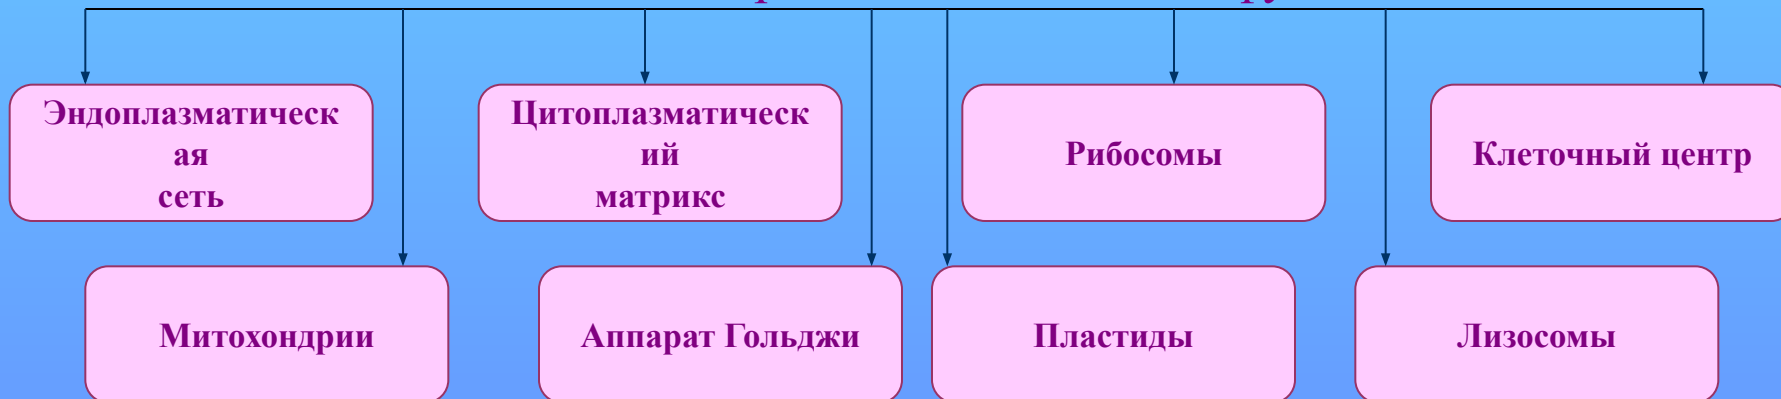 Эндоплазматическ
ая
сеть
Цитоплазматическ
ий
матрикс
Рибосомы
Клеточный центр
Митохондрии
Аппарат Гольджи
Пластиды
Лизосомы